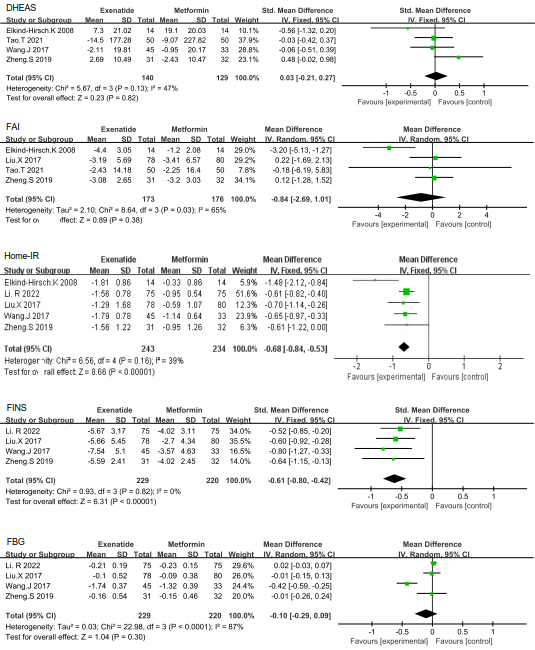 DHEAS
Exenatide Metformin Std. Mean Difference Std. Mean Difference
Study or Subgroup Mean SD Total Mean SD Total Weight IV, Fixed, 95% CI IV, Fixed, 95% CI
Elkind-Hirsch.K 2008 7.3 21.02 14 19.1 20.03 14 10.1% -0.56 [-1.32, 0.20]
Tao.T 2021 -14.5 177.28 50 -9.07 227.82 50 -0.03 [-0.42, 0.37]
Wang.J 2017 -2.11 19.81 45 -0.95 20.17 33 -0.06 [-0.51, 0.39]
Zheng.S 2019 2.69 10.49 31 -2.43 10.47 32 0.48 [-0.02, 0.98]
Total (95% CI) 140 129 100.0% 0.03 [-0.21, 0.27]
Heterogeneity: Chi² = 5.67, df = 3 (P = 0.13); I² = 47%
Test for overall effect: Z = 0.23 (P = 0.82)
-1 -0.5 0 0.5 1
Favours [experimental] Favours [control]
FAI
Exenatide Metformin Mean Difference Mean Difference
Study or Subgroup Mean SD Total Mean SD Total Weight IV, Random, 95% CI IV, Random, 95% CI
Elkind-Hirsch.K 2008 -4.4 3.05 14 -1.2 2.08 14 29.0% -3.20 [-5.13, -1.27]
Liu.X 2017 -3.19 5.69 78 -3.41 6.57 80 29.2% 0.22 [-1.69, 2.13]
Tao.T 2021 -2.43 14.18 50 -2.25 16.4 50 -0.18 [-6.19, 5.83]
Zheng.S 2019 -3.08 2.65 31 -3.2 3.03 32 0.12 [-1.28, 1.52]
Total (95% CI) 173 176 100.0% -0.84 [-2.69, 1.01]
Heterogeneity: Tau² = 2.10; Chi² = 8.64, df = 3 (P = 0.03); I² = 65%
Z = 0.89 (P = 0.38)
-4 -2 0 2 4
Favours [experimental] Favours [control]
Home-IR
Exenatide Metformin Mean Difference Mean Difference
Study or Subgroup Mean SD Total Mean SD Total Weight IV, Fixed, 95% CI IV, Fixed, 95% CI
Elkind-Hirsch.K 2008 -1.81 0.86 14 -0.33 0.86 14 5.9% -1.48 [-2.12, -0.84]
Li. R 2022 -1.56 0.78 75 -0.95 0.54 75 -0.61 [-0.82, -0.40]
Liu.X 2017 -1.29 1.68 78 -0.59 1.07 80 -0.70 [-1.14, -0.26]
Wang.J 2017 -1.79 0.78 45 -1.14 0.64 33 -0.65 [-0.97, -0.33]
Zheng.S 2019 -1.56 1.22 31 -0.95 1.26 32 -0.61 [-1.22, 0.00]
Total (95% CI) 243 234 100.0% -0.68 [-0.84, -0.53]
Chi² = 6.56, df = 4 (P = 0.16); I² = 39%
effect: Z = 8.66 (P < 0.00001)
-2 -1 0 1 2
Favours [experimental] Favours [control]
FINS
Exenatide Metformin Std. Mean Difference Std. Mean Difference
Study or Subgroup Mean SD Total Mean SD Total Weight IV, Fixed, 95% CI IV, Fixed, 95% CI
Li. R 2022 -5.67 3.17 75 -4.02 3.11 75 34.0% -0.52 [-0.85, -0.20]
Liu.X 2017 -5.66 5.45 78 -2.7 4.34 80 35.5% -0.60 [-0.92, -0.28]
Wang.J 2017 -7.54 5.1 45 -3.57 4.63 33 -0.80 [-1.27, -0.33]
Zheng.S 2019 -5.59 2.41 31 -4.02 2.45 32 -0.64 [-1.15, -0.13]
Total (95% CI) 229 220 100.0% -0.61 [-0.80, -0.42]
Heterogeneity: Chi² = 0.93, df = 3 (P = 0.82); I² = 0%
Test for overall effect: Z = 6.31 (P < 0.00001)
-1 -0.5 0 0.5 1
Favours [experimental] Favours [control]
FBG
Exenatide Metformin Mean Difference Mean Difference
Study or Subgroup Mean SD Total Mean SD Total Weight IV, Random, 95% CI IV, Random, 95% CI
Li. R 2022 -0.21 0.19 75 -0.23 0.15 75 29.6% 0.02 [-0.03, 0.07]
Liu.X 2017 -0.1 0.52 78 -0.09 0.38 80 -0.01 [-0.15, 0.13]
Wang.J 2017 -1.74 0.37 45 -1.32 0.39 33 24.4% -0.42 [-0.59, -0.25]
Zheng.S 2019 -0.16 0.54 31 -0.15 0.46 32 -0.01 [-0.26, 0.24]
Total (95% CI) 229 220 100.0% -0.10 [-0.29, 0.09]
Heterogeneity: Tau² = 0.03; Chi² = 22.98, df = 3 (P < 0.0001); I² = 87%
Test for overall effect: Z = 1.04 (P = 0.30)
-1 -0.5 0 0.5 1
Favours [experimental] Favours [control]